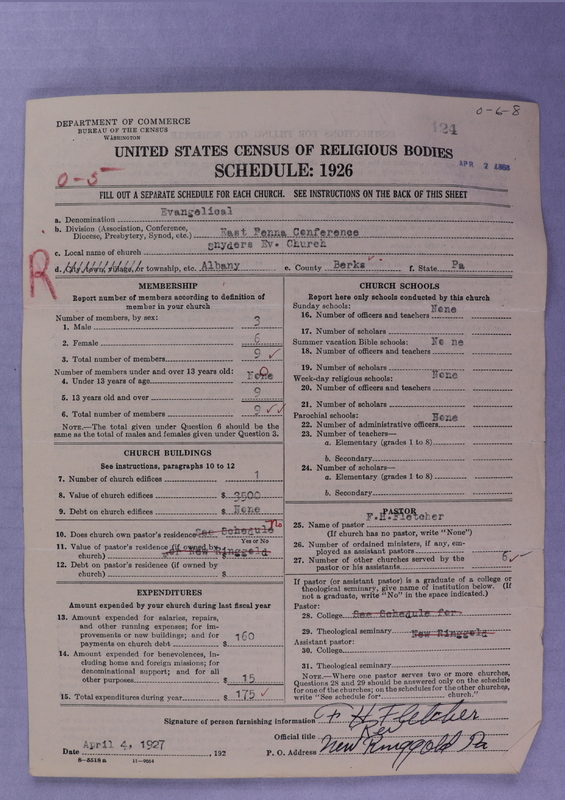 0-6-8
DEPARTMENT OF COMMERCE
BUREAU OF THE CENSUS
WASHINGTON
124
UNITED STATES CENSUS OF RELIGIOUS BODIES
APR 2
SCHEDULE: 1926
0-5
FILL OUT A SEPARATE SCHEDULE FOR EACH CHURCH. SEE INSTRUCTIONS ON THE BACK OF THIS SHEET
a. Denomination Evangelical
b. Division (Association, Conference, Diocese, Presbytery, Synod, etc.) East Penna Conference
c. Local name of church Snyders Ev. Church
R
d. City, town, village, or township, etc. Albany e. County Berks f. State Pa
MEMBERSHIP
Report number of members according to definition of
member in your church
Number of members, by sex:
1. Male 3
2. Female 6
3. Total number of members 9 ✓
Number of members under and over 13 years old:
4. Under 13 years of age None
5. 13 years old and over 9
6. Total number of members 9 ✓✓
NOTE.—The total given under Question 6 should be
same as the total of males and females given under Question 3.
CHURCH BUILDINGS
See instructions, paragraphs 10 to 12
7. Number of church edifices 1
8. Value of church edifices $ 3500
9. Debt on church edifices $ None
10. Does church own pastor's residence? See Schedule no
Yes or No
11. Value of pastor's residence (if owned by
church) for New Ringgold
12. Debt on pastor's residence (if owned by
church) $
EXPENDITURES
Amount expended by your church during last fiscal year
13. Amount expended for salaries, repairs,
and other running expenses; for im-
provements or new buildings; and for
payments on church debt $ 160
14. Amount expended for benevolences, in-
cluding home and foreign missions; for
denominational support; and for all
other purposes $ 15
15. Total expenditures during year $ 175 ✓
CHURCH SCHOOLS
Report here only schools conducted by this church
Sunday schools:
16. Number of officers and teachers None
17. Number of scholars
Summer vacation Bible schools: No ne
18. Number of officers and teachers
19. Number of scholars
Week-day religious schools: None
20. Number of officers and teachers
21. Number of scholars
Parochial schools: None
22. Number of administrative officers
23. Number of teachers—
a. Elementary (grades 1 to 8)
b. Secondary
24. Number of scholars—
a. Elementary (grades 1 to 8)
b. Secondary
PASTOR
25. Name of pastor F.H.Fletcher
(If church has no pastor, write "None")
26. Number of ordained ministers, if any, em-
ployed as assistant pastors
27. Number of other churches served by the
pastor or his assistants 6 ✓
If pastor (or assistant pastor) is a graduate of a college or
theological seminary, give name of institution below. (If
not a graduate, write "No" in the space indicated.)
Pastor:
28. College See Schedule for
29. Theological seminary New Ringgold
Assistant pastor:
30. College
31. Theological seminary
NOTE.—Where one pastor serves two or more churches,
Questions 28 and 29 should be answered only on the schedule
for one of the churches; on the schedules for the other churches,
write "See schedule for church."
Signature of person furnishing information F H Fletcher
Official title Rev
Date April 4, 1927, 192 P. O. Address New Ringgold Pa
8-5518a 11-9084